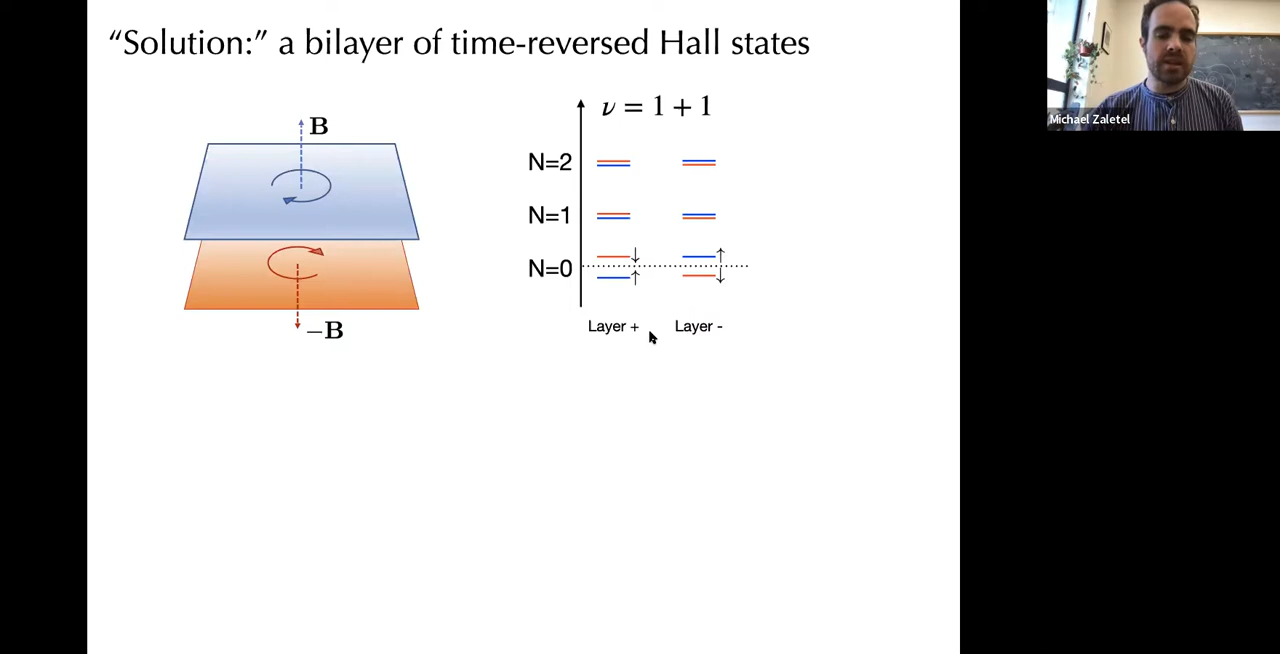 “Solution:” a bilayer of time-reversed Hall states
B
−B
ν = 1 + 1
N=2
N=1
N=0
↓
↑
↑
↓
Layer +
Layer -
Michael Zaletel